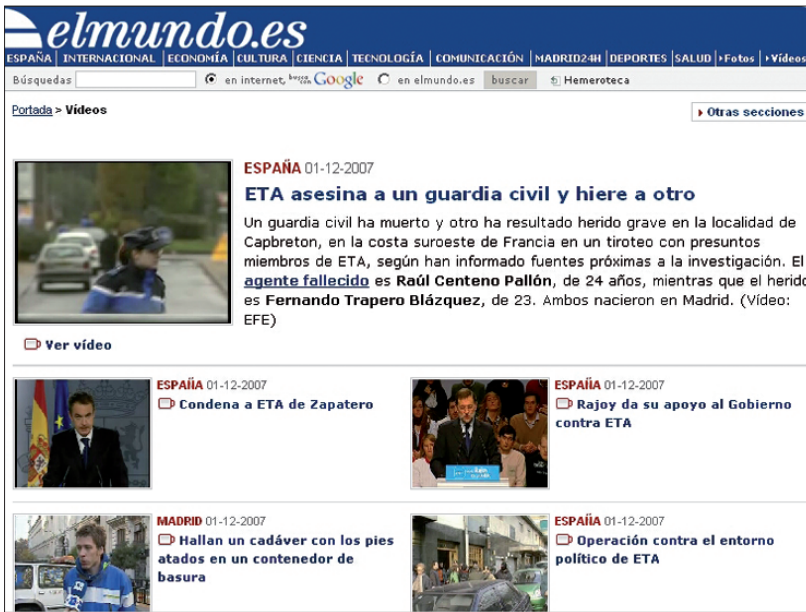 elmundo.es
ESPAÑA INTERNACIONAL ECONOMÍA CULTURA CIENCIA TECNOLOGÍA COMUNICACIÓN MADRID24H DEPORTES SALUD Fotos Vídeos
Búsquedas en internet, Google en elmundo.es buscar Hemeroteca
Portada > Vídeos
Otras secciones
ESPAÑA 01-12-2007
ETA asesina a un guardia civil y hiere a otro
Un guardia civil ha muerto y otro ha resultado herido grave en la localidad de
Capbreton, en la costa suroeste de Francia en un tiroteo con presuntos
miembros de ETA, según han informado fuentes próximas a la investigación. El
agente fallecido es Raúl Centeno Pallón, de 24 años, mientras que el herido
es Fernando Trapero Blázquez, de 23. Ambos nacieron en Madrid. (Vídeo:
EFE)
Ver vídeo
ESPAÑA 01-12-2007
Condena a ETA de Zapatero
ESPAÑA 01-12-2007
Rajoy da su apoyo al Gobierno
contra ETA
MADRID 01-12-2007
Hallan un cadáver con los pies
atados en un contenedor de
basura
ESPAÑA 01-12-2007
Operación contra el entorno
político de ETA